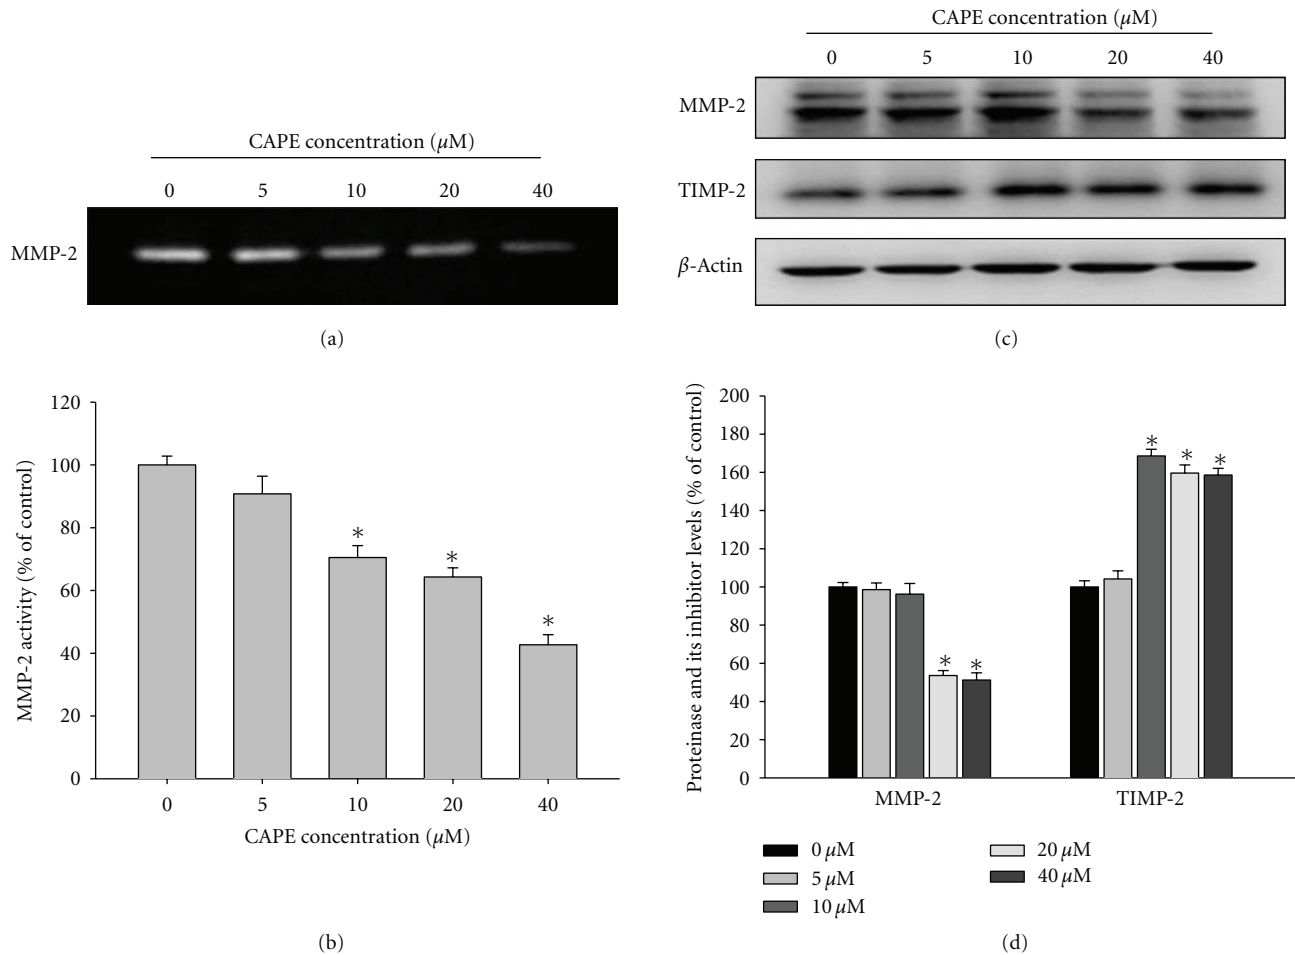 CAPE concentration (μM)
0 5 10 20 40
MMP-2
(a)
CAPE concentration (μM)
0 5 10 20 40
MMP-2
TIMP-2
β-Actin
(c)
MMP-2 activity (% of control)
120
100
80
60
40
20
0
*
*
*
0 5 10 20 40
CAPE concentration (μM)
(b)
Proteinase and its inhibitor levels (% of control)
200
180
160
140
120
100
80
60
40
20
0
* *
* * *
MMP-2 TIMP-2
0 μM
5 μM
10 μM
20 μM
40 μM
(d)